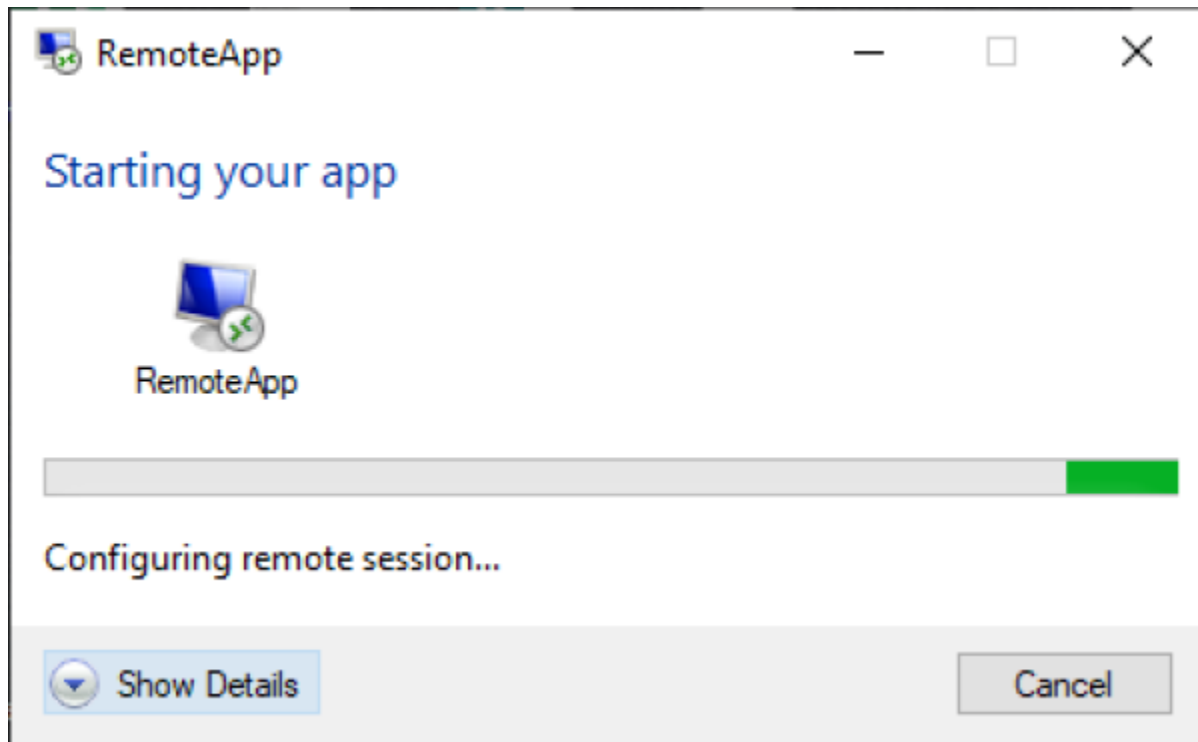 RemoteApp
Starting your app
RemoteApp
Configuring remote session...
Show Details
Cancel